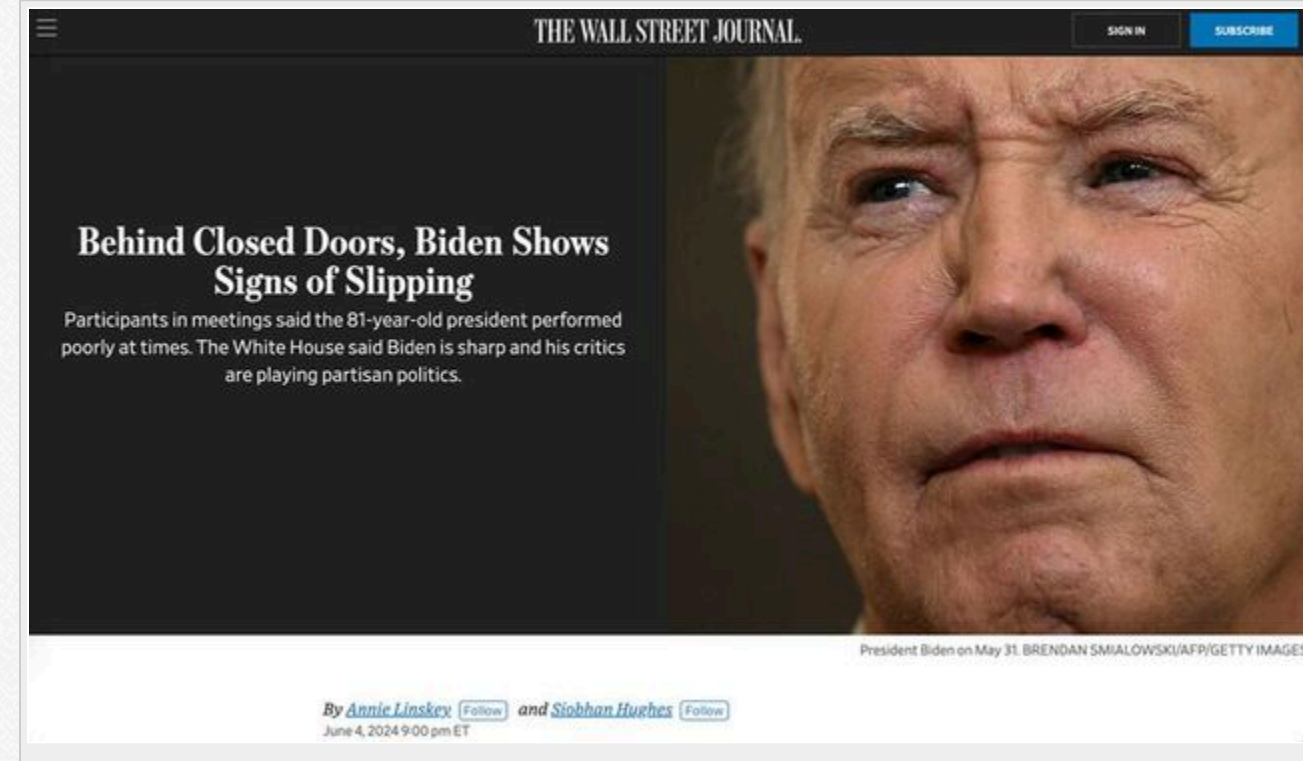 THE WALL STREET JOURNAL.
SIGN IN
SUBSCRIBE
Behind Closed Doors, Biden Shows
Signs of Slipping
Participants in meetings said the 81-year-old president performed
poorly at times. The White House said Biden is sharp and his critics
are playing partisan politics.
President Biden on May 31. BRENDAN SMIALOWSKI/AFP/GETTY IMAGES
By Annie Linskey Follow and Siobhan Hughes Follow
June 4, 2024 9:00 pm ET